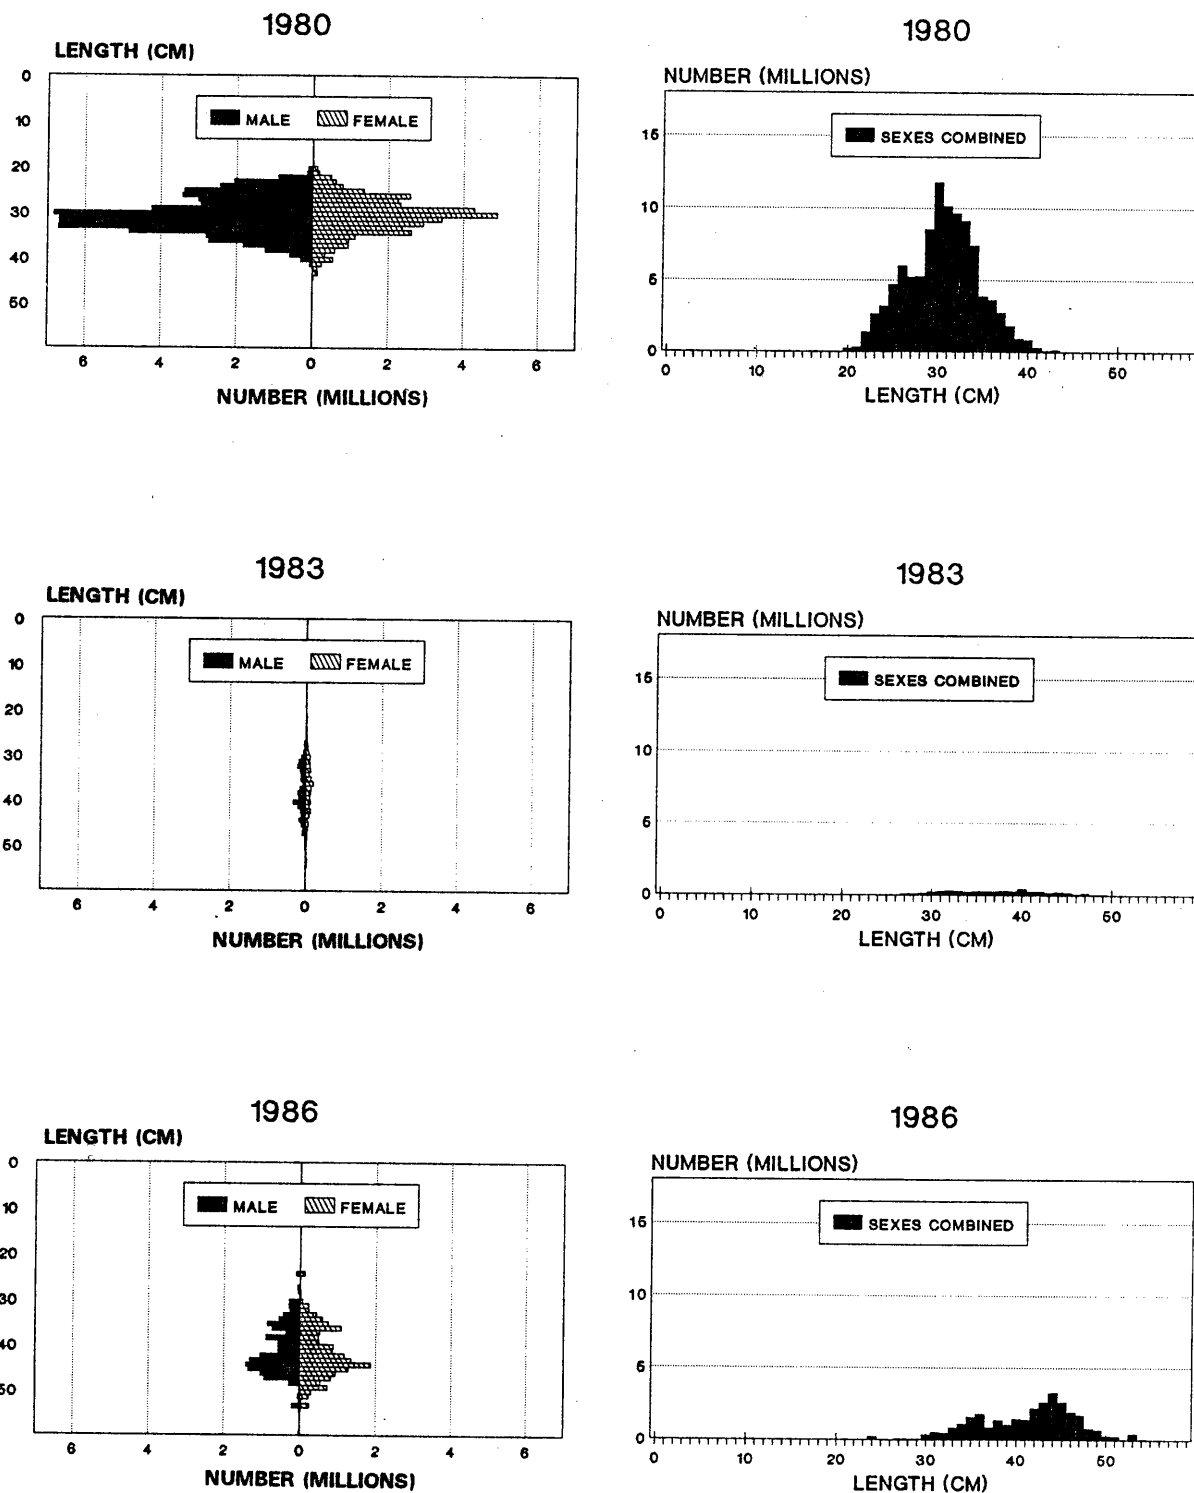 1980
LENGTH (CM)
MALE FEMALE
0
10
20
30
40
50
6 4 2 0 2 4 6
NUMBER (MILLIONS)
1980
NUMBER (MILLIONS)
SEXES COMBINED
15
10
5
0
0 10 20 30 40 50
LENGTH (CM)
1983
LENGTH (CM)
MALE FEMALE
0
10
20
30
40
50
6 4 2 0 2 4 6
NUMBER (MILLIONS)
1983
NUMBER (MILLIONS)
SEXES COMBINED
15
10
5
0
0 10 20 30 40 50
LENGTH (CM)
1986
LENGTH (CM)
MALE FEMALE
0
10
20
30
40
50
6 4 2 0 2 4 6
NUMBER (MILLIONS)
1986
NUMBER (MILLIONS)
SEXES COMBINED
15
10
5
0
0 10 20 30 40 50
LENGTH (CM)